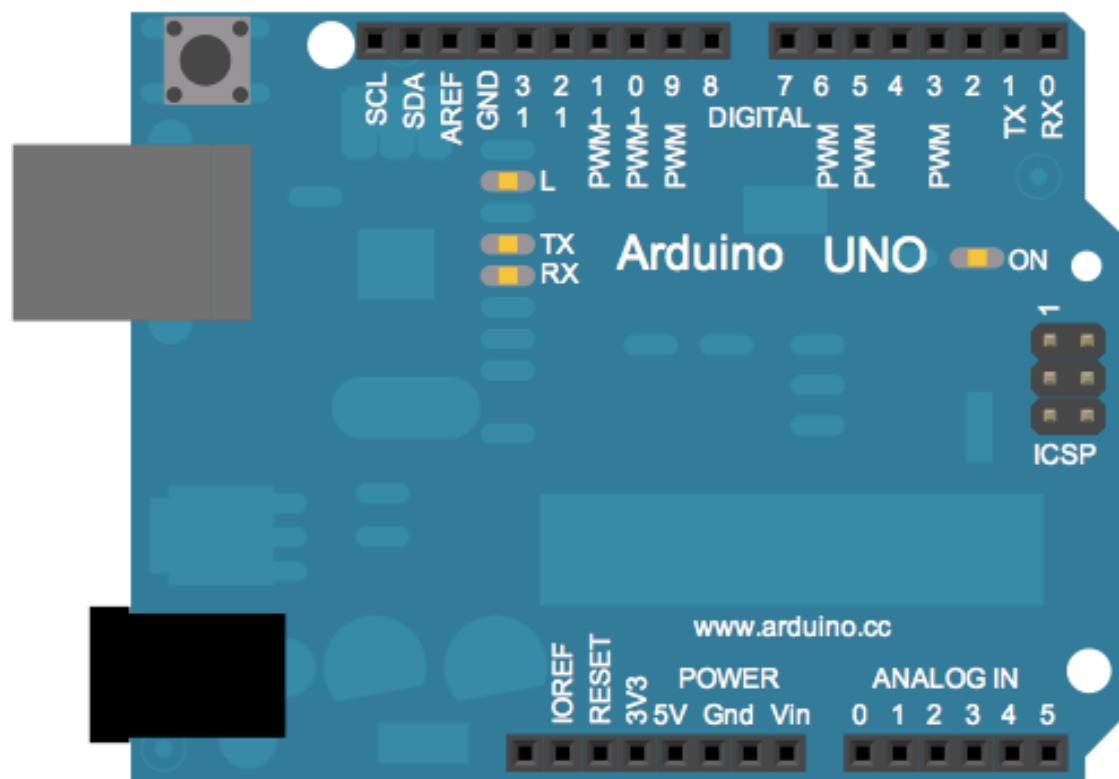 SCL SDA AREF GND 13 12 11 10 9 8 7 6 5 4 3 2 1 0
PWM PWM PWM DIGITAL PWM PWM PWM TX RX
L
TX
RX
Arduino UNO
ON
1
ICSP
www.arduino.cc
POWER
IOREF RESET 3V3 5V Gnd Vin
ANALOG IN
0 1 2 3 4 5